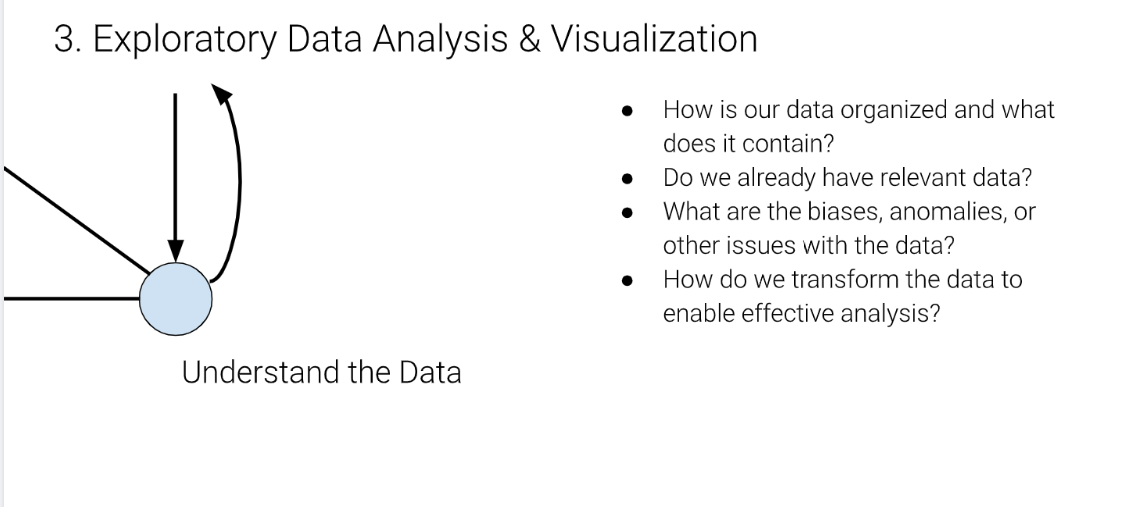 3. Exploratory Data Analysis & Visualization
● How is our data organized and what
does it contain?
● Do we already have relevant data?
● What are the biases, anomalies, or
other issues with the data?
● How do we transform the data to
enable effective analysis?
Understand the Data